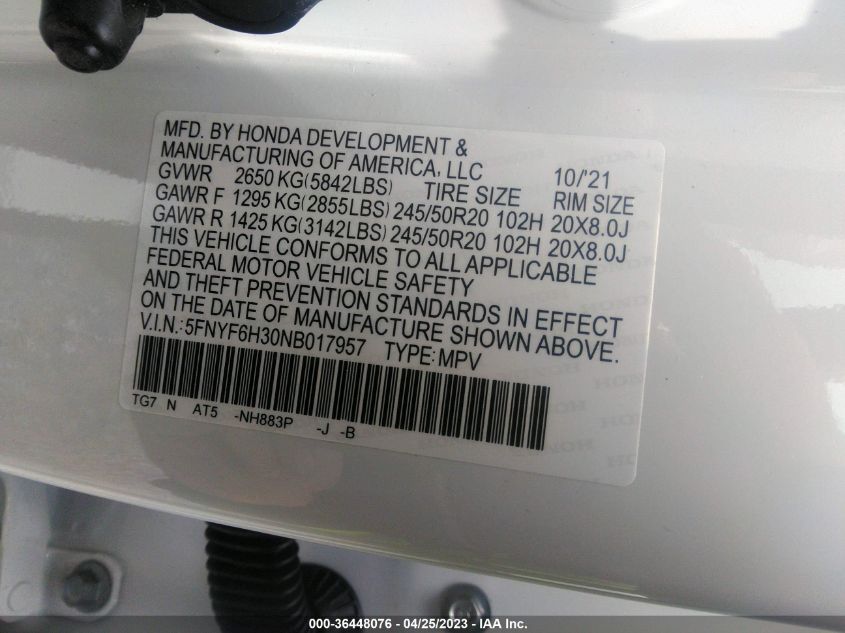 MFD. BY HONDA DEVELOPMENT &
MANUFACTURING OF AMERICA, LLC 10/'21
GVWR 2650 KG(5842LBS) TIRE SIZE RIM SIZE
GAWR F 1295 KG(2855LBS) 245/50R20 102H 20X8.0J
GAWR R 1425 KG(3142LBS) 245/50R20 102H 20X8.0J
THIS VEHICLE CONFORMS TO ALL APPLICABLE
FEDERAL MOTOR VEHICLE SAFETY
AND THEFT PREVENTION STANDARDS IN EFFECT
ON THE DATE OF MANUFACTURE SHOWN ABOVE.
V.I.N.: 5FNYF6H30NB017957 TYPE: MPV
TG7 N AT5 -NH883P -J -B
©2023 - 36448076 - 04/25/2023 - IAA Inc.